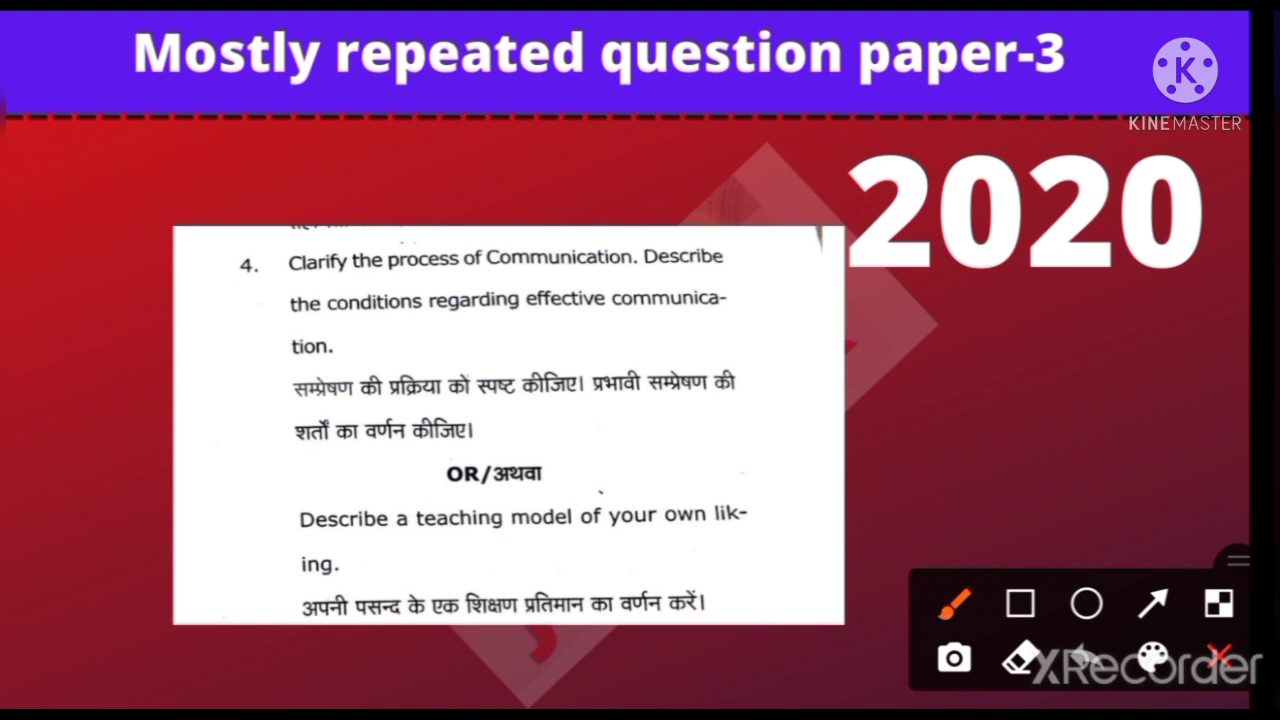 Mostly repeated question paper-3
K
KINEMASTER
2020
4. Clarify the process of Communication. Describe
the conditions regarding effective communica-
tion.
सम्प्रेषण की प्रक्रिया को स्पष्ट कीजिए। प्रभावी सम्प्रेषण की
शर्तों का वर्णन कीजिए।
OR/अथवा
Describe a teaching model of your own lik-
ing.
अपनी पसन्द के एक शिक्षण प्रतिमान का वर्णन करें।
XRecorder